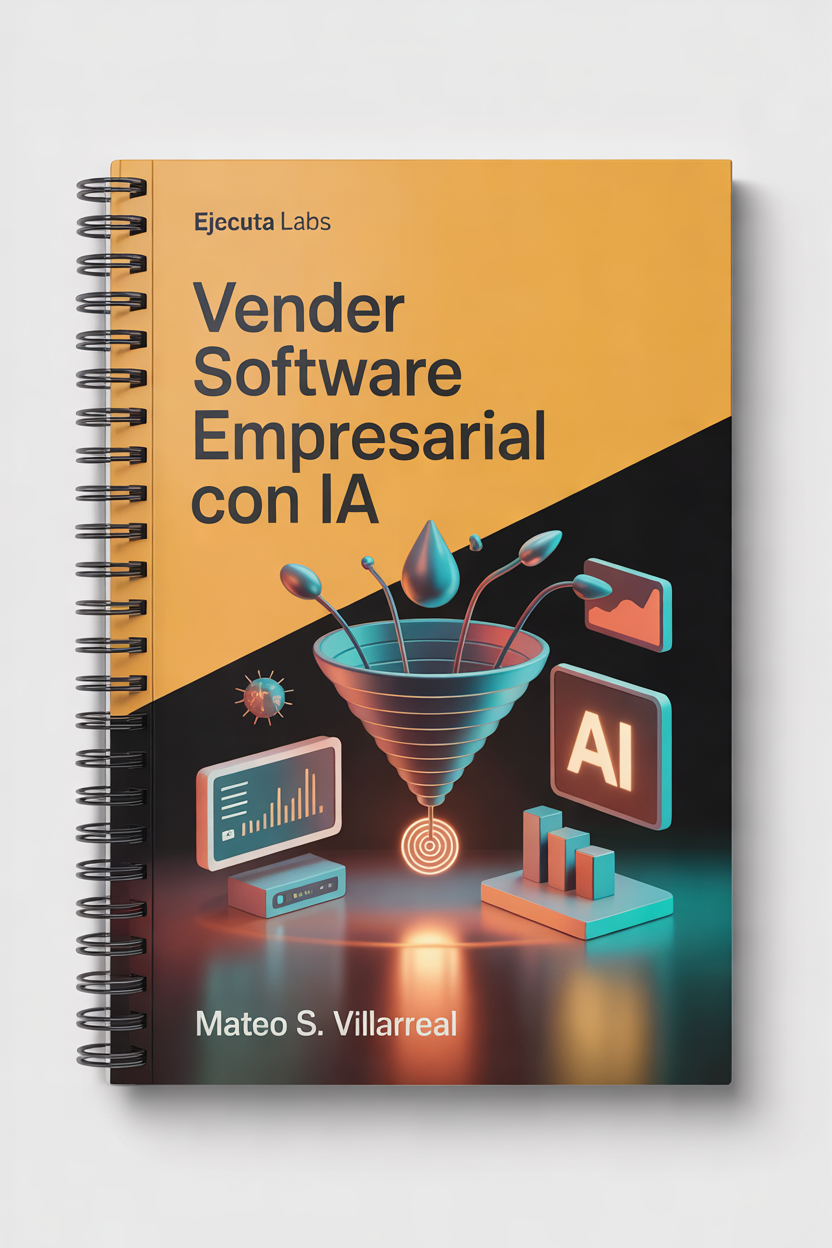 Ejecuta Labs
Vender
Software
Empresarial
con IA
AI
Mateo S. Villarreal